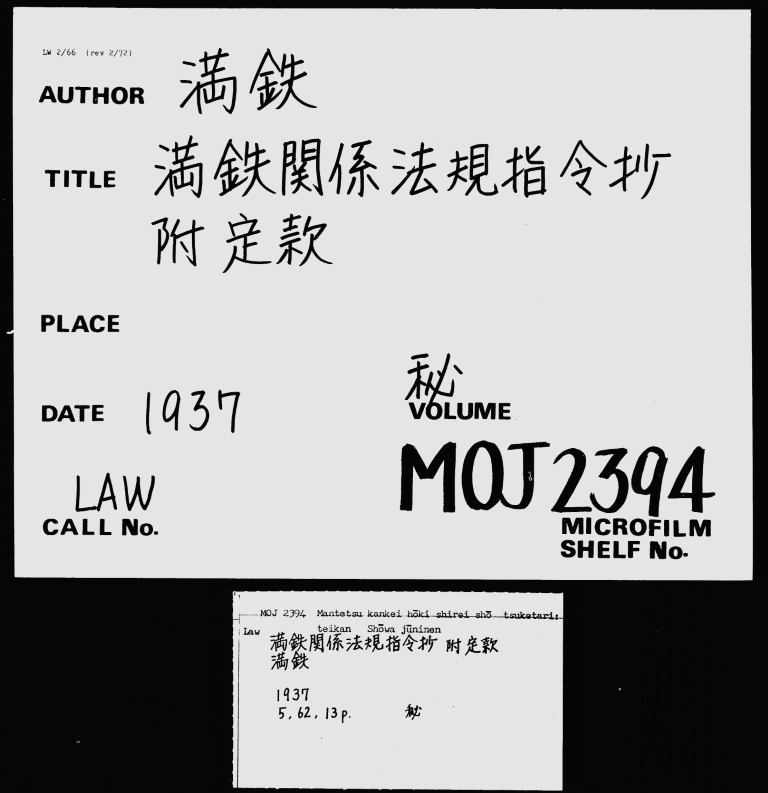 LW 2/66 (rev 2/72)
AUTHOR 満鉄
TITLE 満鉄関係法規指令抄
附定款
PLACE
秘
DATE 1937 VOLUME
LAW MOJ 2394
CALL No. MICROFILM
SHELF No.
MOJ 2394 Mantetsu kankei hōki shirei shō tsuketari:
Law teikan Shōwa jūninen
満鉄関係法規指令抄 附定款
満鉄
1937
5, 62, 13 p. 秘